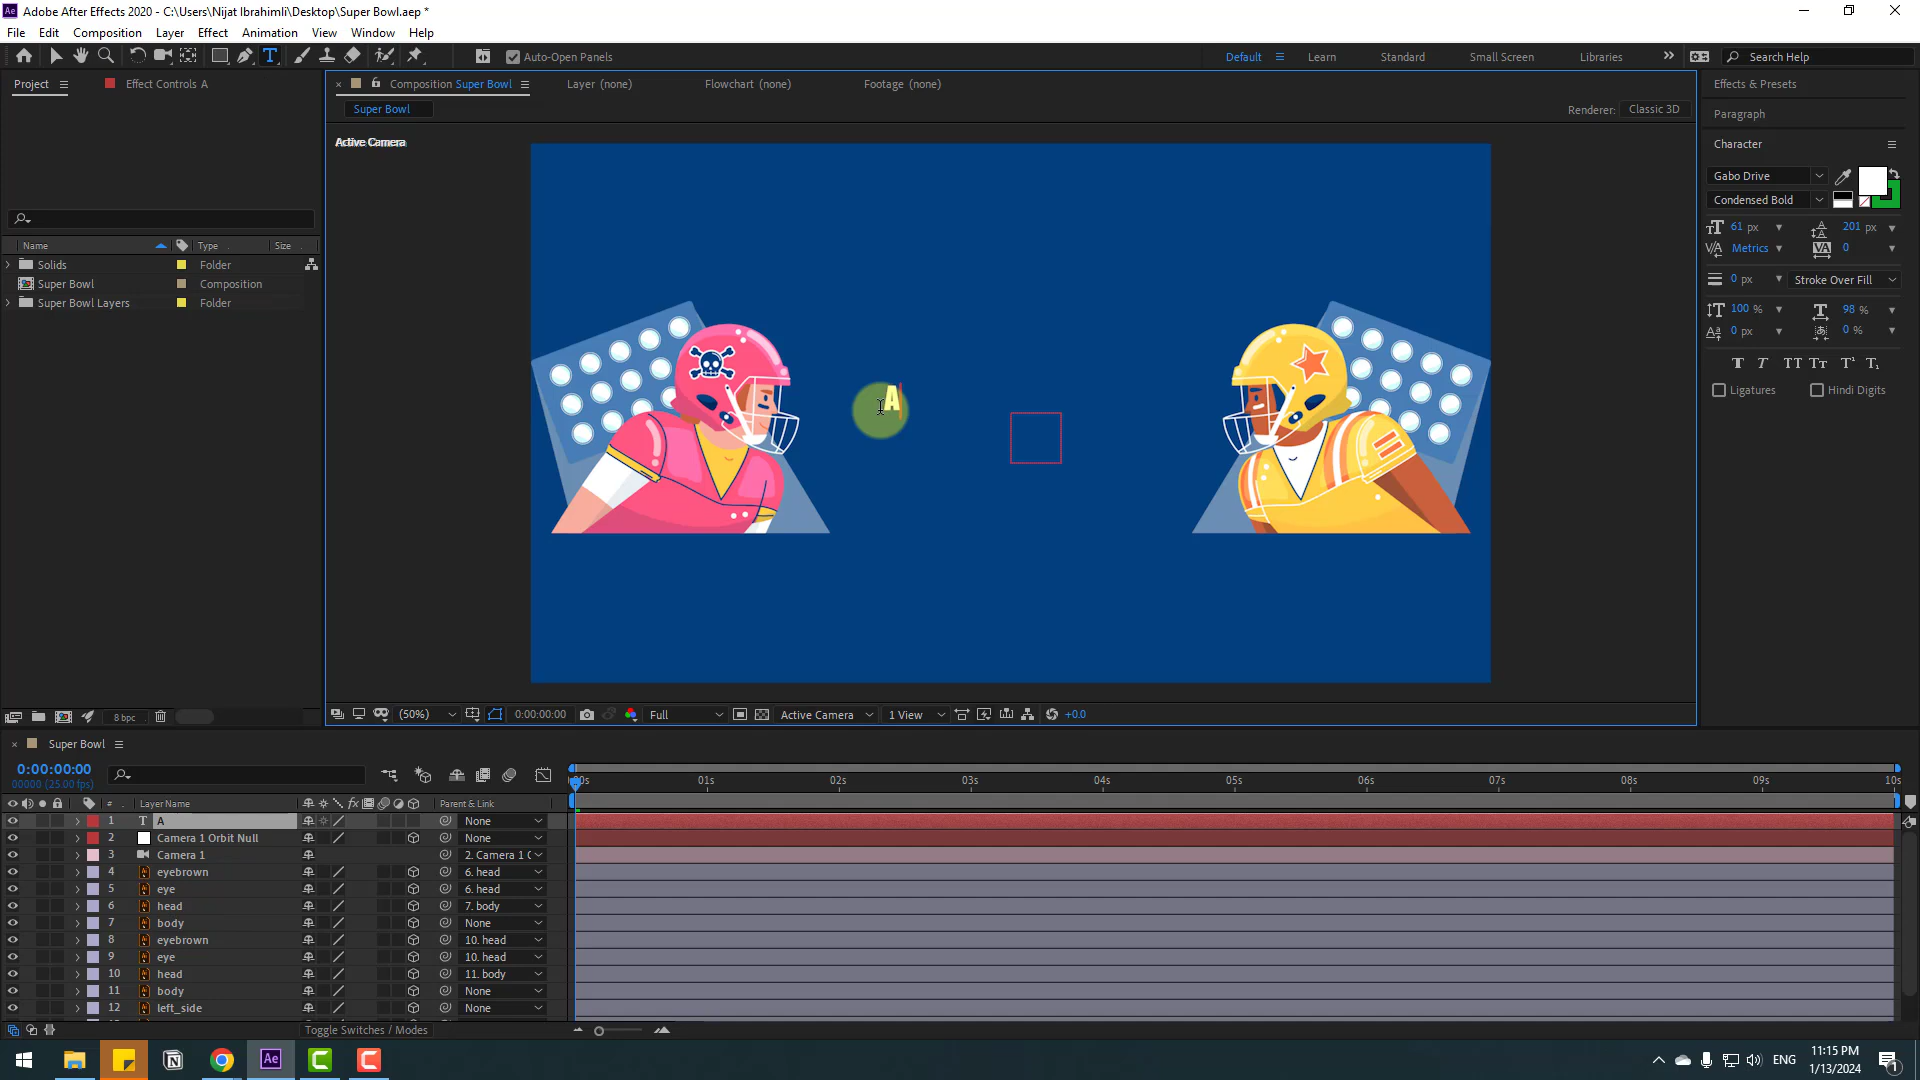 Adobe After Effects 2020 - C:\Users\Nijat Ibrahimli\Desktop\Super Bowl.aep *
File Edit Composition Layer Effect Animation View Window Help
Auto-Open Panels
Default Learn Standard Small Screen Libraries
Search Help
Project Effect Controls A
Composition Super Bowl Layer (none) Flowchart (none) Footage (none)
Super Bowl
Renderer: Classic 3D
Active Camera
Name Type Size
Solids Folder
Super Bowl Composition
Super Bowl Layers Folder
8 bpc
A
(50%) 0:00:00:00 Full Active Camera 1 View +0.0
Effects & Presets
Paragraph
Character
Gabo Drive
Condensed Bold
61 px 201 px
Metrics 0
0 px Stroke Over Fill
100 % 98 %
0 px 0 %
Ligatures Hindi Digits
Super Bowl
0:00:00:00
00000 (25.00 fps)
:00s 01s 02s 03s 04s 05s 06s 07s 08s 09s 10s
# Layer Name Parent & Link
1 T A None
2 Camera 1 Orbit Null None
3 Camera 1 2. Camera 1 O
4 eyebrown 6. head
5 eye 6. head
6 head 7. body
7 body None
8 eyebrown 10. head
9 eye 10. head
10 head 11. body
11 body None
12 left_side None
Toggle Switches / Modes
ENG
11:15 PM
1/13/2024
1